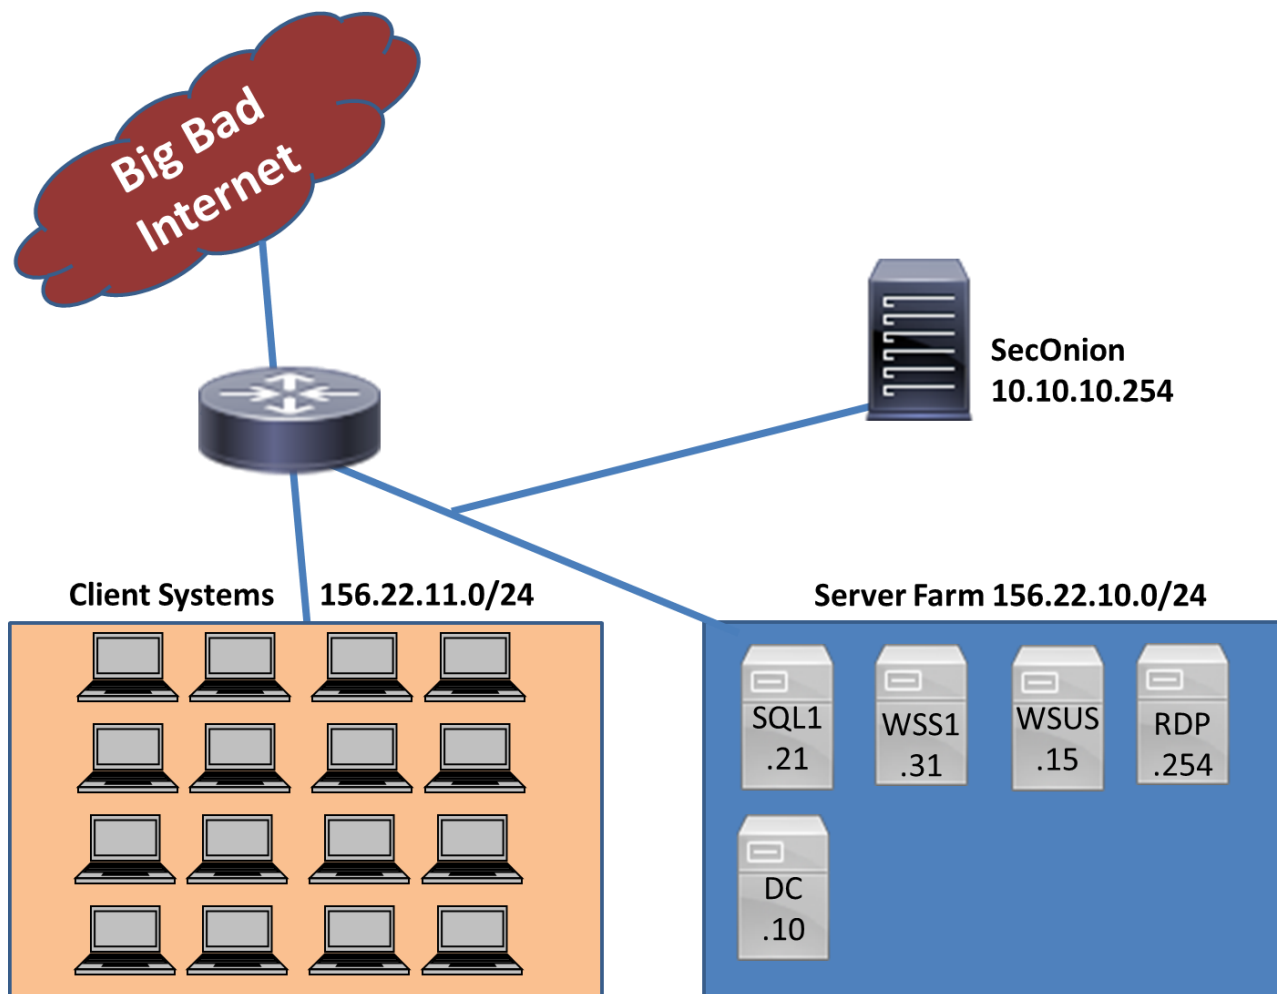 Big Bad
Internet
SecOnion
10.10.10.254
Client Systems 156.22.11.0/24
Server Farm 156.22.10.0/24
SQL1
.21
WSS1
.31
WSUS
.15
RDP
.254
DC
.10